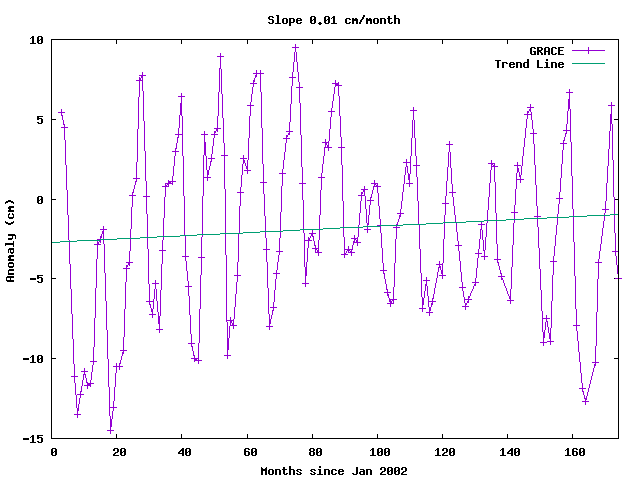 Slope 0.01 cm/month
10
GRACE
Trend Line
5
0
-5
-10
-15
Anomaly (cm)
0 20 40 60 80 100 120 140 160
Months since Jan 2002